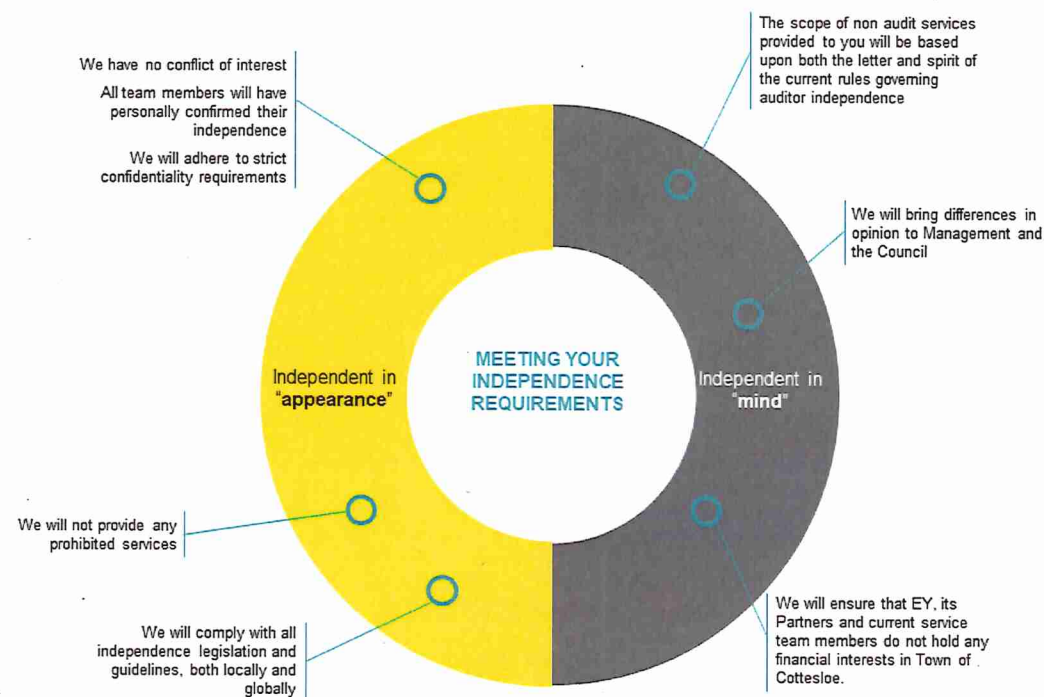 We have no conflict of interest
All team members will have
personally confirmed their
independence
We will adhere to strict
confidentiality requirements
The scope of non audit services
provided to you will be based
upon both the letter and spirit of
the current rules governing
auditor independence
We will bring differences in
opinion to Management and
the Council
MEETING YOUR
INDEPENDENCE
REQUIREMENTS
Independent in
"appearance"
Independent in
"mind"
We will not provide any
prohibited services
We will comply with all
independence legislation and
guidelines, both locally and
globally
We will ensure that EY, its
Partners and current service
team members do not hold any
financial interests in Town of
Cottesloe.